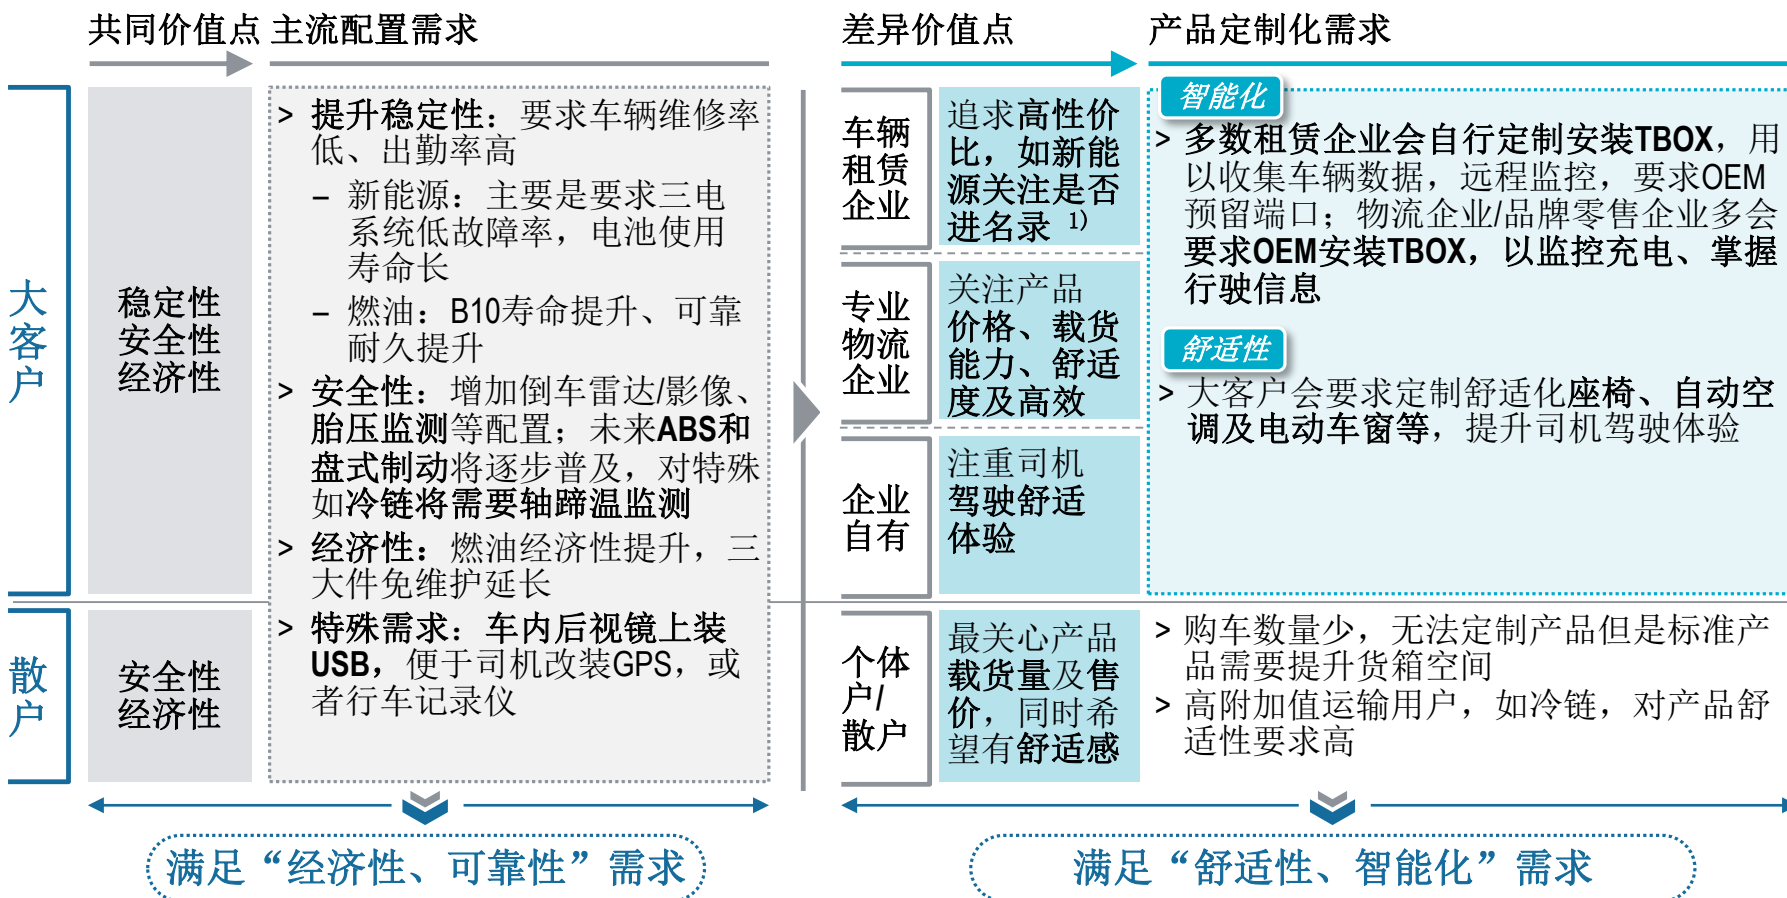 共同价值点
主流配置需求
差异价值点
产品定制化需求
大客户
稳定性
安全性
经济性
> 提升稳定性：要求车辆维修率
低、出勤率高
– 新能源：主要是要求三电
系统低故障率，电池使用
寿命长
– 燃油：B10寿命提升、可靠
耐久提升
> 安全性：增加倒车雷达/影像、
胎压监测等配置；未来ABS和
盘式制动将逐步普及，对特殊
如冷链将需要轴蹄温监测
> 经济性：燃油经济性提升，三
大件免维护延长
> 特殊需求：车内后视镜上装
USB，便于司机改装GPS，或
者行车记录仪
散户
安全性
经济性
车辆
租赁
企业
追求高性价
比，如新能
源关注是否
进名录 1)
专业
物流
企业
关注产品
价格、载货
能力、舒适
度及高效
企业
自有
注重司机
驾驶舒适
体验
智能化
> 多数租赁企业会自行定制安装TBOX，用
以收集车辆数据，远程监控，要求OEM
预留端口；物流企业/品牌零售企业多会
要求OEM安装TBOX，以监控充电、掌握
行驶信息
舒适性
> 大客户会要求定制舒适化座椅、自动空
调及电动车窗等，提升司机驾驶体验
个体
户/
散户
最关心产品
载货量及售
价，同时希
望有舒适感
> 购车数量少，无法定制产品但是标准产
品需要提升货箱空间
> 高附加值运输用户，如冷链，对产品舒
适性要求高
满足“经济性、可靠性”需求
满足“舒适性、智能化”需求